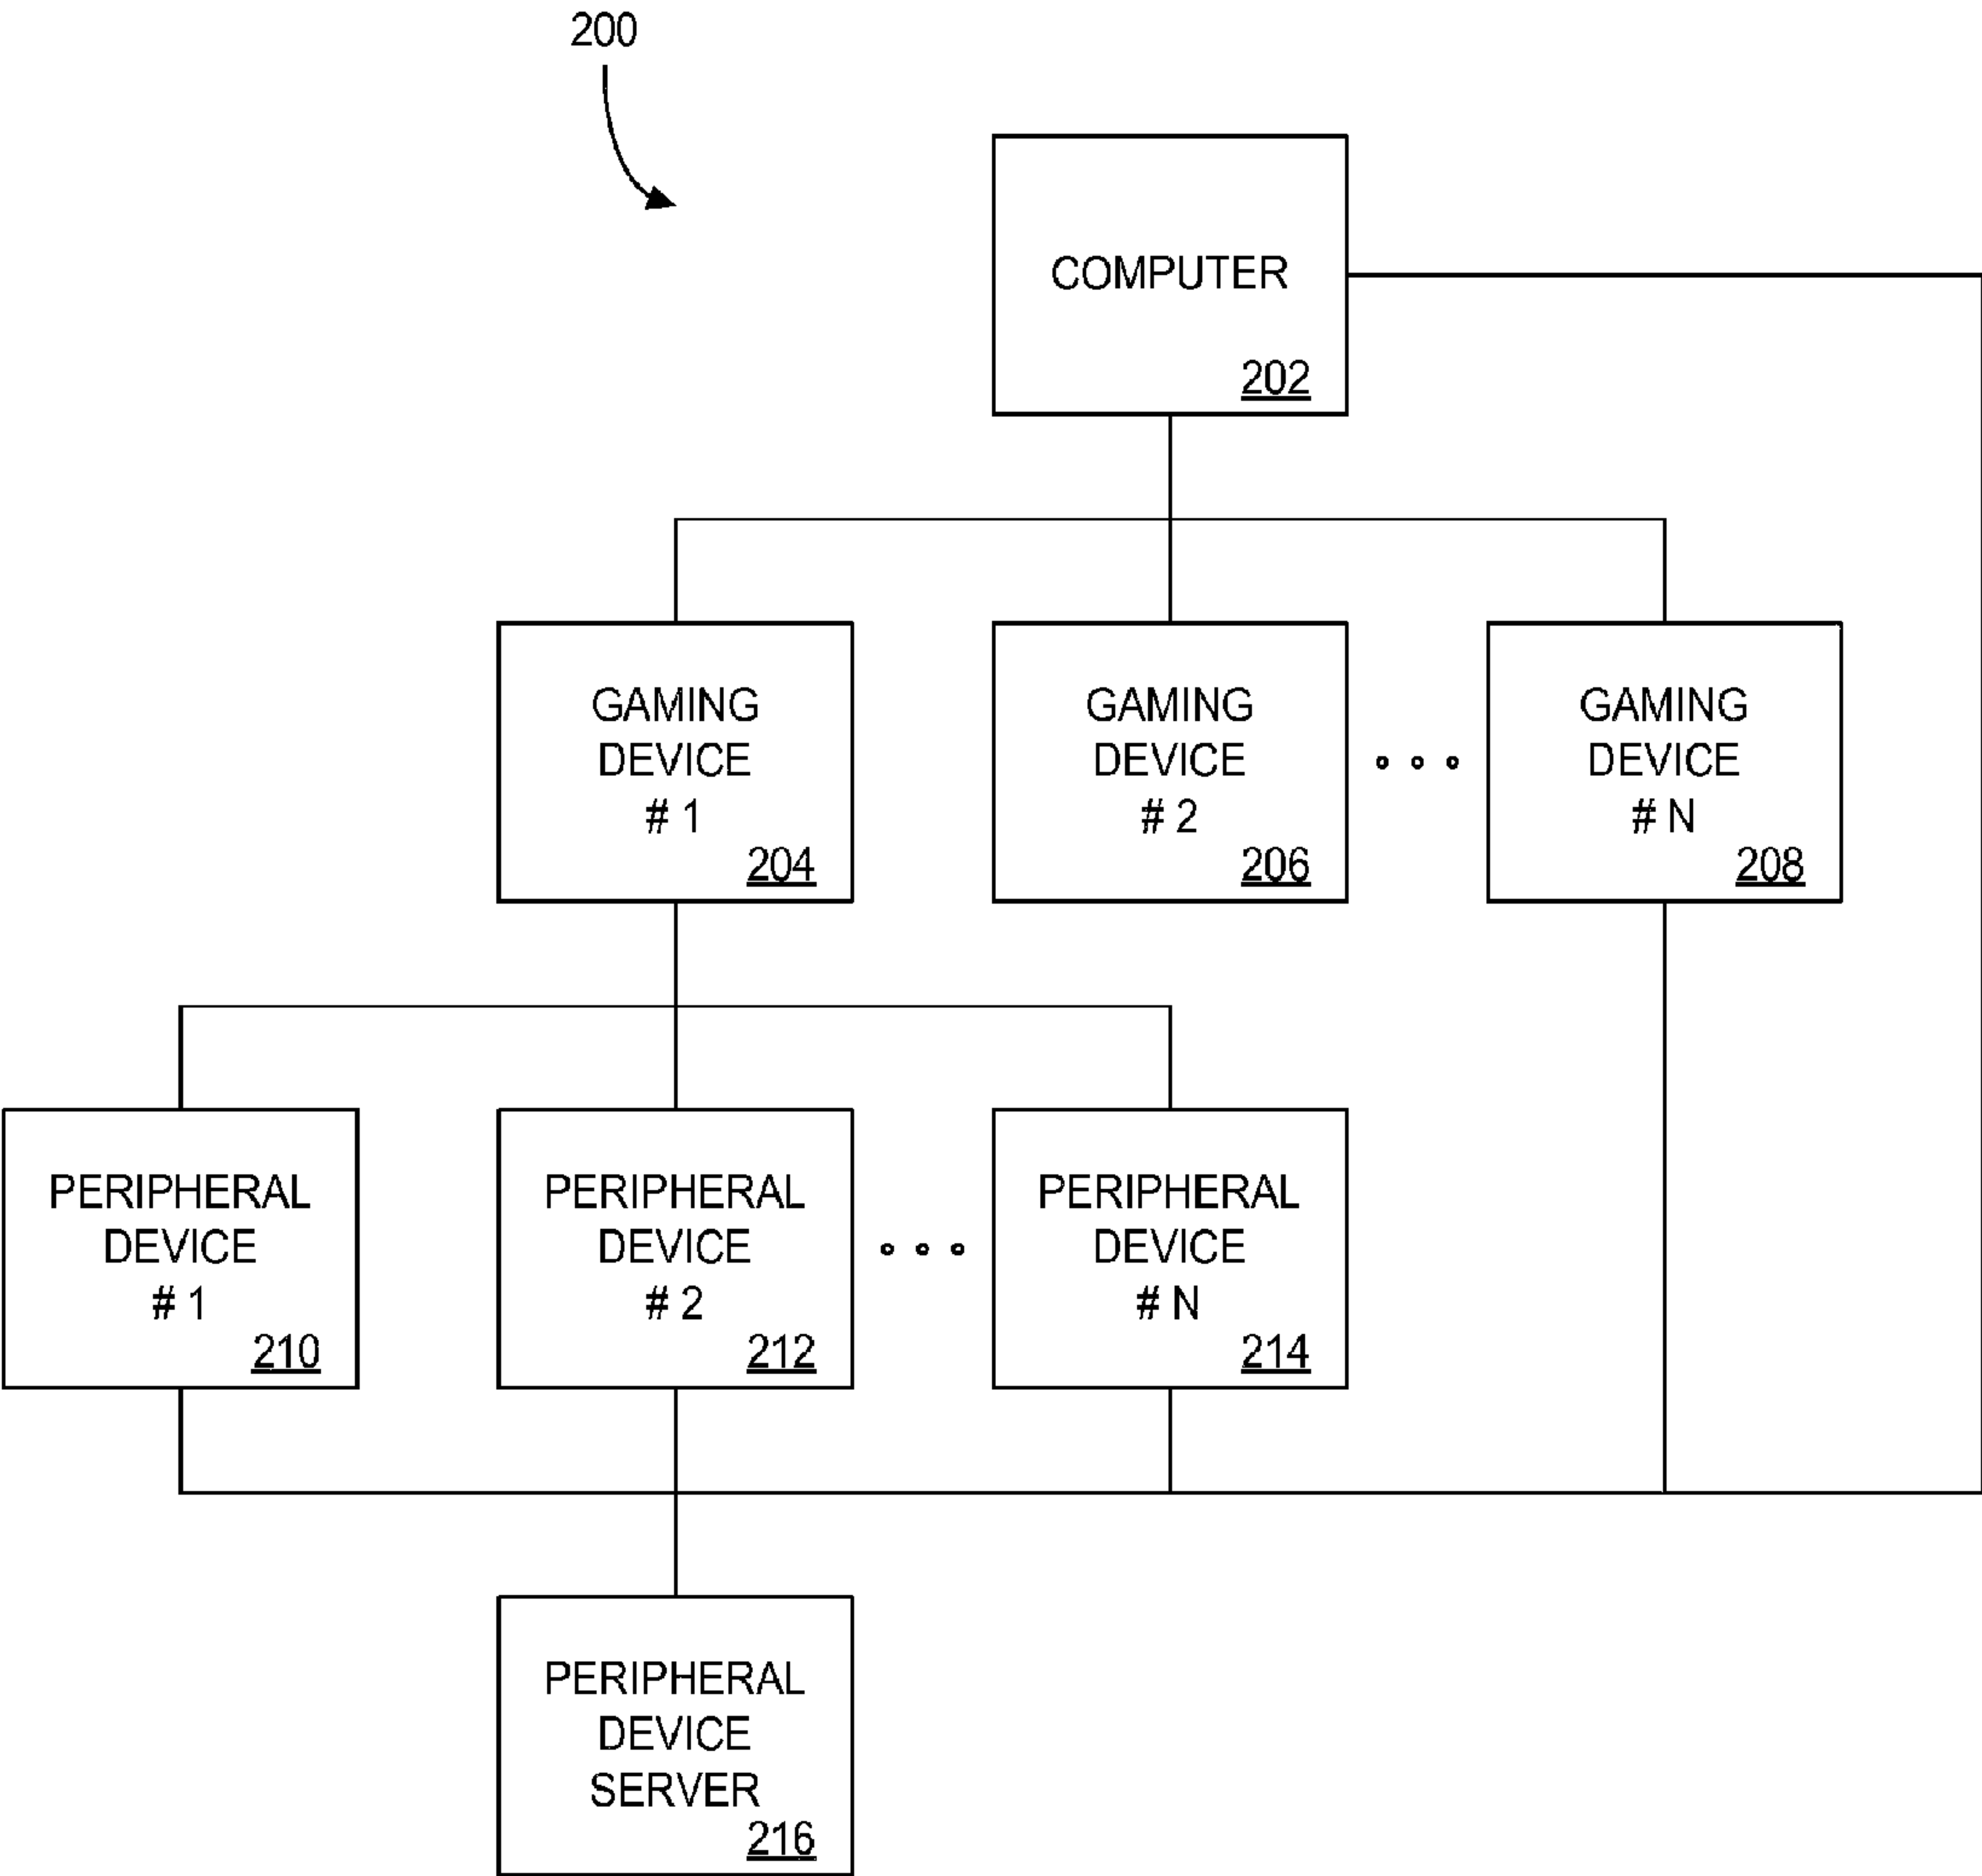 200
COMPUTER
202
GAMING
DEVICE
# 1
204
GAMING
DEVICE
# 2
206
GAMING
DEVICE
# N
208
PERIPHERAL
DEVICE
# 1
210
PERIPHERAL
DEVICE
# 2
212
PERIPHERAL
DEVICE
# N
214
PERIPHERAL
DEVICE
SERVER
216